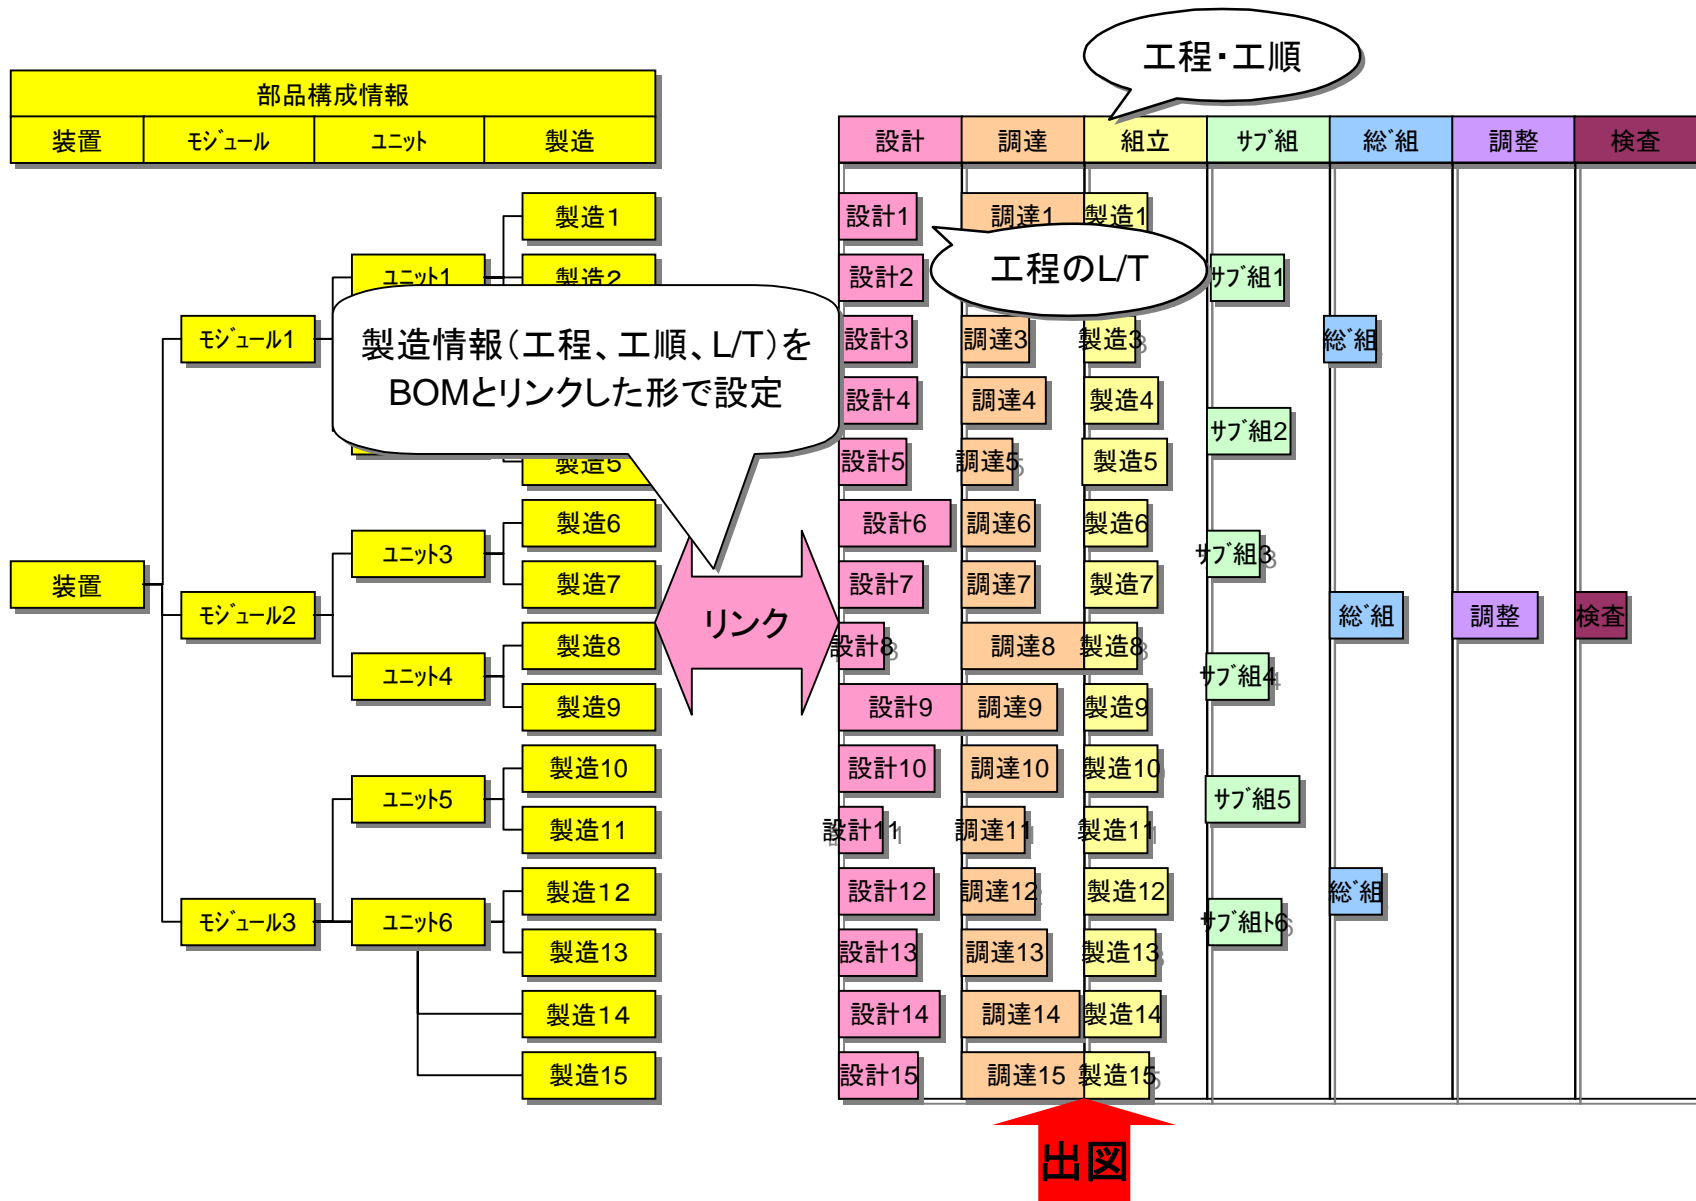 工程・工順
部品構成情報
装置 モジュール ユニット 製造
設計 調達 組立 サブ組 総組 調整 検査
製造1
設計1 調達1 製造1
ユニット1 製造2
設計2 工程のL/T サブ組1
モジュール1
製造情報(工程、工順、L/T)を
BOMとリンクした形で設定
設計3 調達3 製造3 総組
設計4 調達4 製造4
サブ組2
製造5
設計5 調達5 製造5
製造6
設計6 調達6 製造6
ユニット3 サブ組3
装置
製造7
設計7 調達7 製造7
モジュール2
リンク
総組 調整 検査
製造8
設計8 調達8 製造8
ユニット4 サブ組4
製造9
設計9 調達9 製造9
製造10
設計10 調達10 製造10
ユニット5 サブ組5
製造11
設計11 調達11 製造11
製造12
設計12 調達12 製造12 総組
モジュール3 ユニット6 サブ組ト6
製造13
設計13 調達13 製造13
製造14
設計14 調達14 製造14
製造15
設計15 調達15 製造15
出図